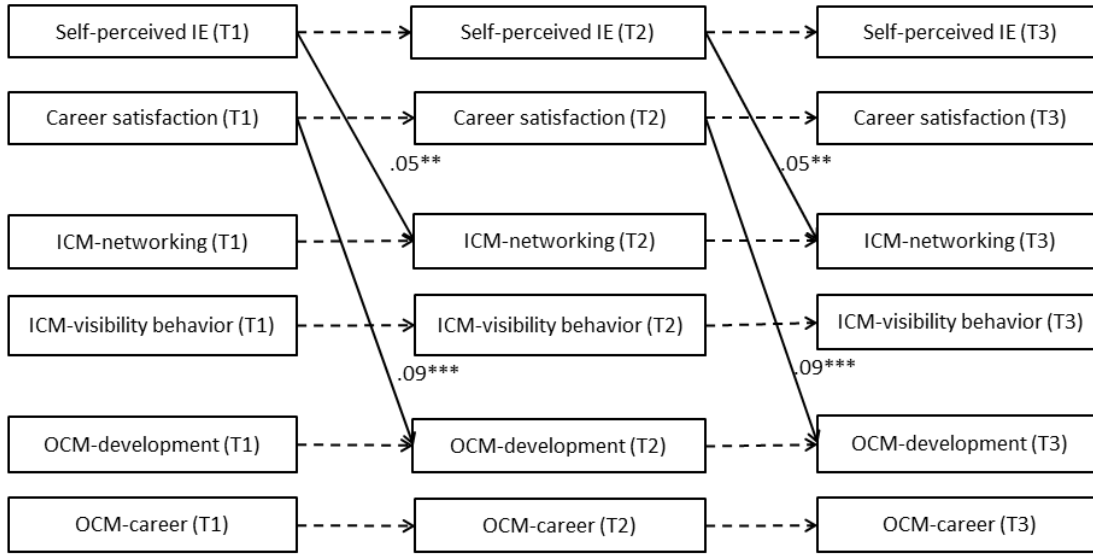 Self-perceived IE (T1)
Self-perceived IE (T2)
Self-perceived IE (T3)
Career satisfaction (T1)
Career satisfaction (T2)
Career satisfaction (T3)
.05**
.05**
ICM-networking (T1)
ICM-networking (T2)
ICM-networking (T3)
ICM-visibility behavior (T1)
ICM-visibility behavior (T2)
ICM-visibility behavior (T3)
.09***
.09***
OCM-development (T1)
OCM-development (T2)
OCM-development (T3)
OCM-career (T1)
OCM-career (T2)
OCM-career (T3)